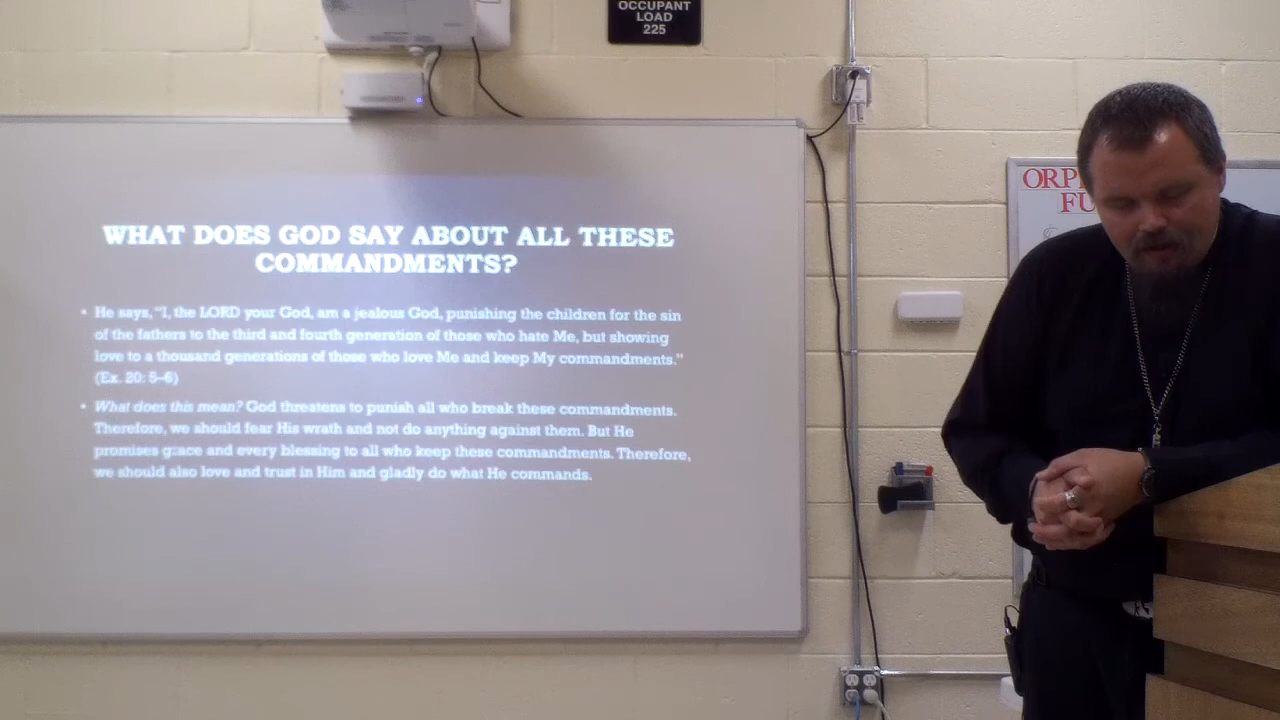 OCCUPANT
LOAD
225
WHAT DOES GOD SAY ABOUT ALL THESE
COMMANDMENTS?
• He says, "I, the LORD your God, am a jealous God, punishing the children for the sin
of the fathers to the third and fourth generation of those who hate Me, but showing
love to a thousand generations of those who love Me and keep My commandments."
(Ex. 20: 5–6)
• What does this mean? God threatens to punish all who break these commandments.
Therefore, we should fear His wrath and not do anything against them. But He
promises grace and every blessing to all who keep these commandments. Therefore,
we should also love and trust in Him and gladly do what He commands.